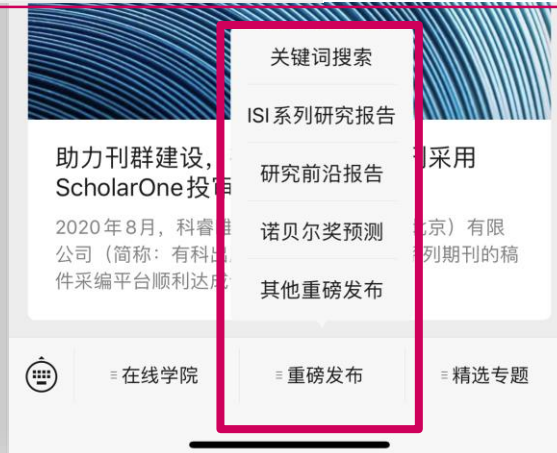 关键词搜索
ISI系列研究报告
研究前沿报告
诺贝尔奖预测
其他重磅发布
助力刊群建设, 刊采用
ScholarOne投审
2020年8月，科睿唯 北京）有限
公司（简称：有科出 系列期刊的稿
件采编平台顺利达成
在线学院
重磅发布
精选专题